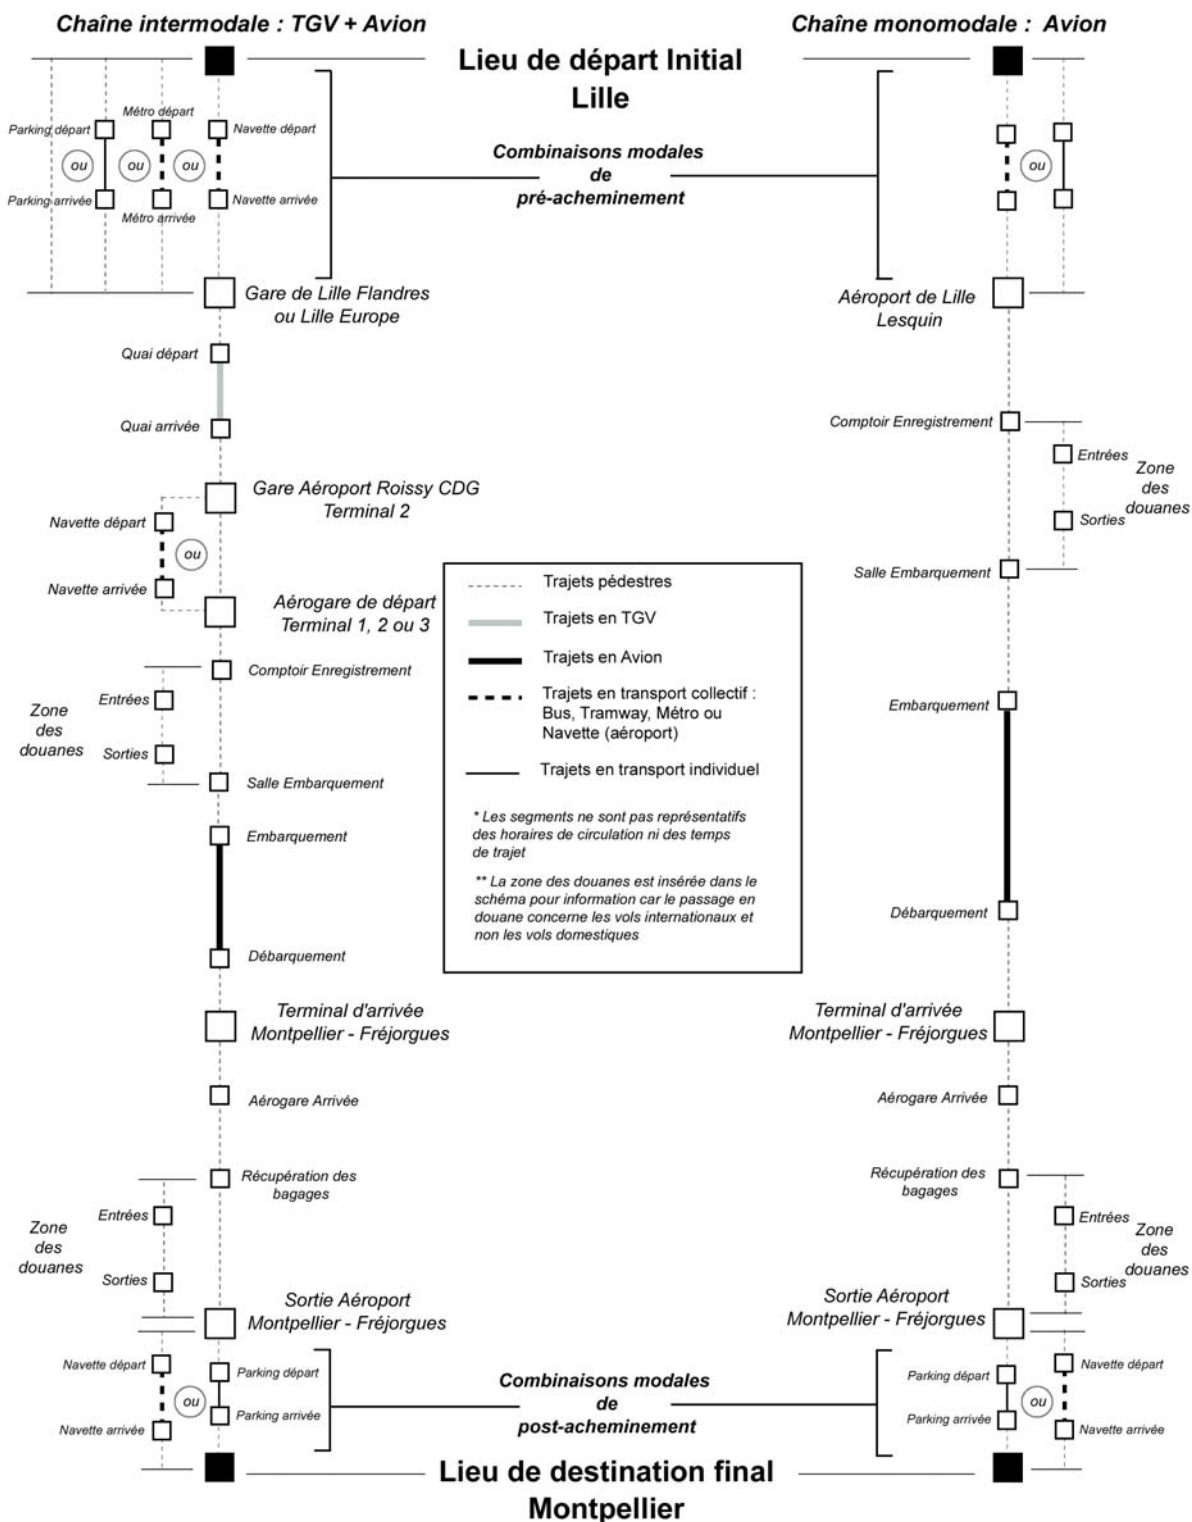 Chaîne intermodale : TGV + Avion
Chaîne monomodale : Avion
Lieu de départ Initial
Lille
Métro départ
Parking départ
Navette départ
ou
ou
ou
Parking arrivée
Navette arrivée
Métro arrivée
Combinaisons modales
de
pré-acheminement
ou
Gare de Lille Flandres
ou Lille Europe
Aéroport de Lille
Lesquin
Quai départ
Quai arrivée
Gare Aéroport Roissy CDG
Terminal 2
Navette départ
ou
Navette arrivée
Aérogare de départ
Terminal 1, 2 ou 3
Comptoir Enregistrement
Entrées
Zone
des
douanes
Sorties
Salle Embarquement
Embarquement
Débarquement
Comptoir Enregistrement
Entrées
Zone
des
douanes
Sorties
Salle Embarquement
Embarquement
Débarquement
Trajets pédestres
Trajets en TGV
Trajets en Avion
Trajets en transport collectif :
Bus, Tramway, Métro ou
Navette (aéroport)
Trajets en transport individuel
* Les segments ne sont pas représentatifs
des horaires de circulation ni des temps
de trajet
** La zone des douanes est insérée dans le
schéma pour information car le passage en
douane concerne les vols internationaux et
non les vols domestiques
Terminal d'arrivée
Montpellier - Fréjorgues
Terminal d'arrivée
Montpellier - Fréjorgues
Aérogare Arrivée
Aérogare Arrivée
Récupération des
bagages
Récupération des
bagages
Entrées
Zone
des
douanes
Sorties
Entrées
Zone
des
douanes
Sorties
Sortie Aéroport
Montpellier - Fréjorgues
Sortie Aéroport
Montpellier - Fréjorgues
Navette départ
Parking départ
ou
Navette arrivée
Parking arrivée
Combinaisons modales
de
post-acheminement
Parking départ
Navette départ
ou
Parking arrivée
Navette arrivée
Lieu de destination final
Montpellier